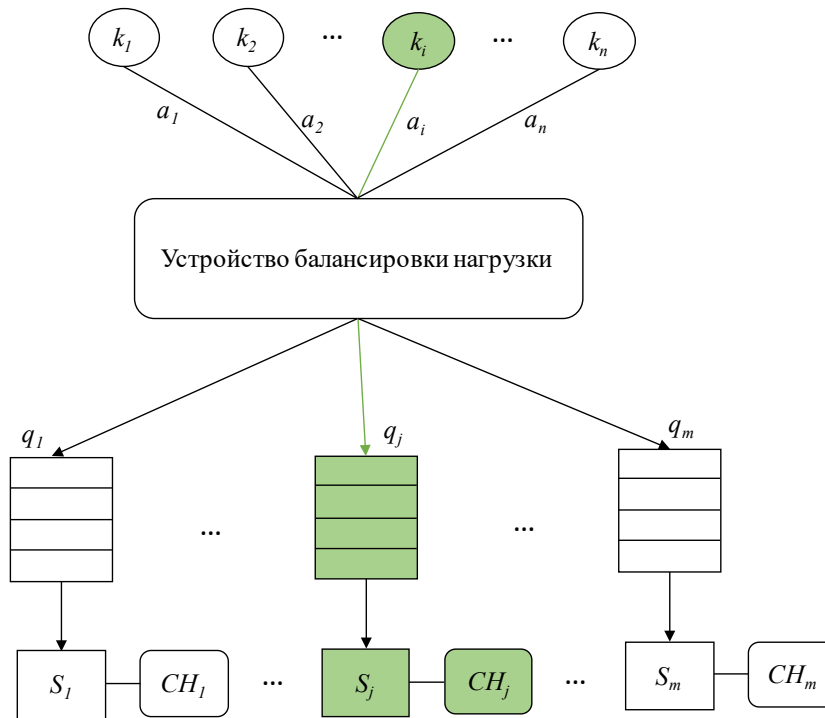 k1 k2 ... ki ... kn
a1 a2 ai an
Устройство балансировки нагрузки
q1 qj qm
... ...
S1 CH1 ... Sj CHj ... Sm CHm